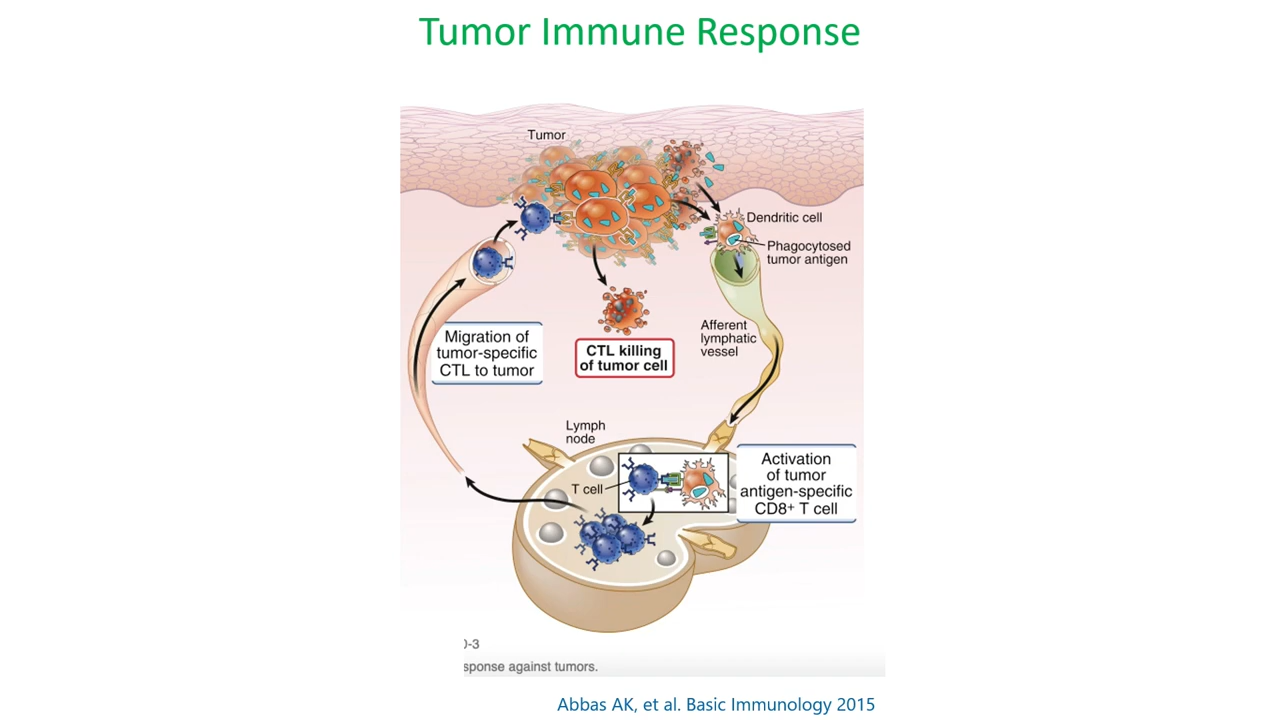 Tumor Immune Response
Tumor
Dendritic cell
Phagocytosed
tumor antigen
Afferent
lymphatic
vessel
Migration of
tumor-specific
CTL to tumor
CTL killing
of tumor cell
Lymph
node
T cell
Activation
of tumor
antigen-specific
CD8⁺ T cell
)-3
sponse against tumors.
Abbas AK, et al. Basic Immunology 2015